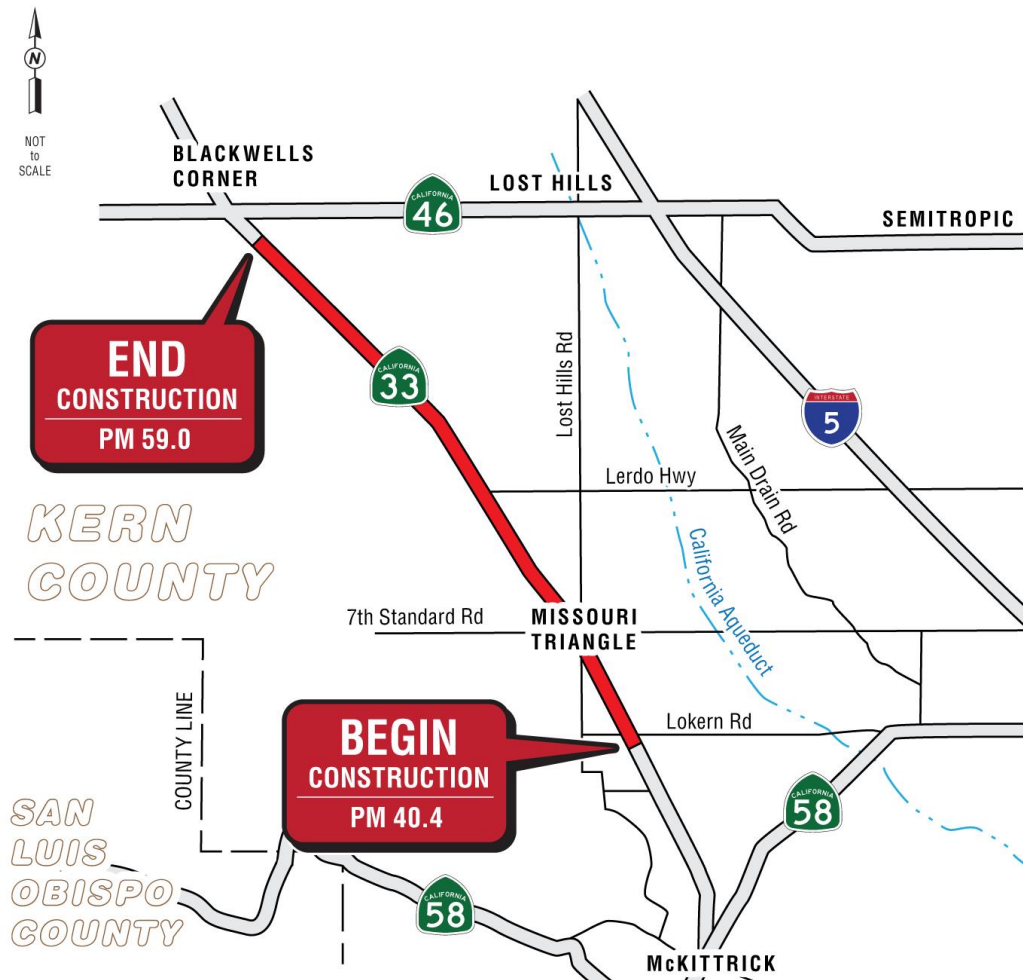 N
NOT
to
SCALE
BLACKWELLS
CORNER
CALIFORNIA
46
LOST HILLS
SEMITROPIC
END
CONSTRUCTION
PM 59.0
CALIFORNIA
33
Lost Hills Rd
INTERSTATE
5
Lerdo Hwy
Main Drain Rd
KERN
COUNTY
California Aqueduct
7th Standard Rd
MISSOURI
TRIANGLE
COUNTY LINE
BEGIN
CONSTRUCTION
PM 40.4
Lokern Rd
CALIFORNIA
58
SAN
LUIS
OBISPO
COUNTY
CALIFORNIA
58
McKITTRICK